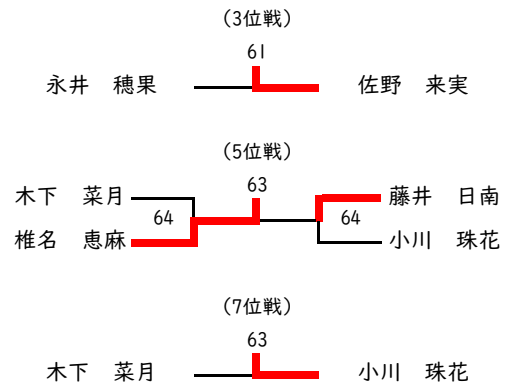 (3位戦)
61
永井 穂果 佐野 来実
(5位戦)
63
木下 菜月 藤井 日南
64 64
椎名 恵麻 小川 珠花
(7位戦)
63
木下 菜月 小川 珠花